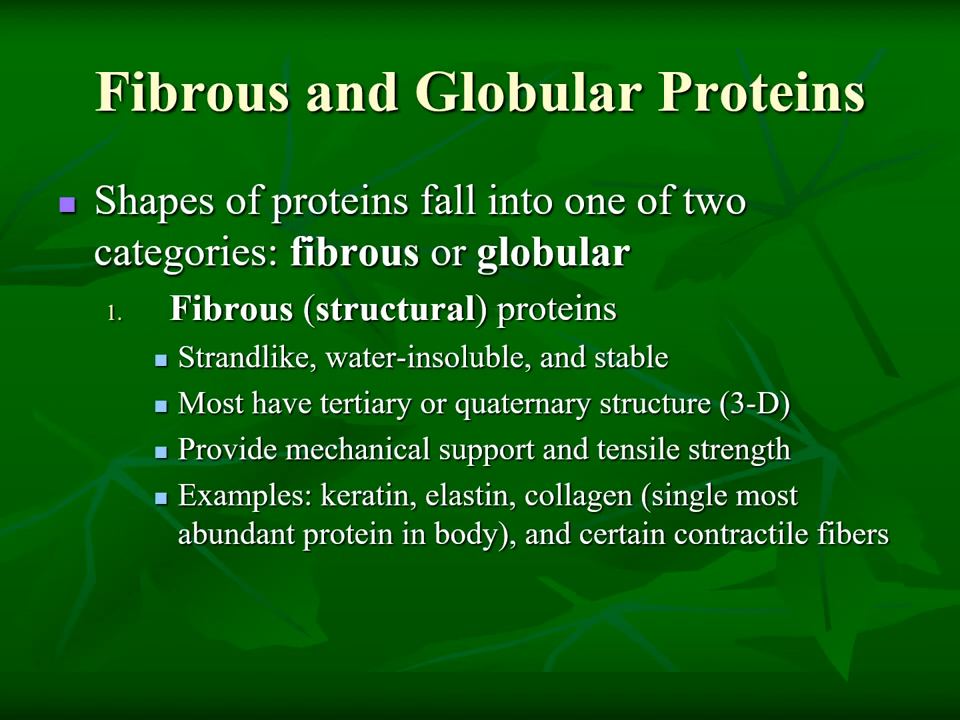 Fibrous and Globular Proteins
Shapes of proteins fall into one of two
categories: fibrous or globular
1. Fibrous (structural) proteins
Strandlike, water-insoluble, and stable
Most have tertiary or quaternary structure (3-D)
Provide mechanical support and tensile strength
Examples: keratin, elastin, collagen (single most
abundant protein in body), and certain contractile fibers